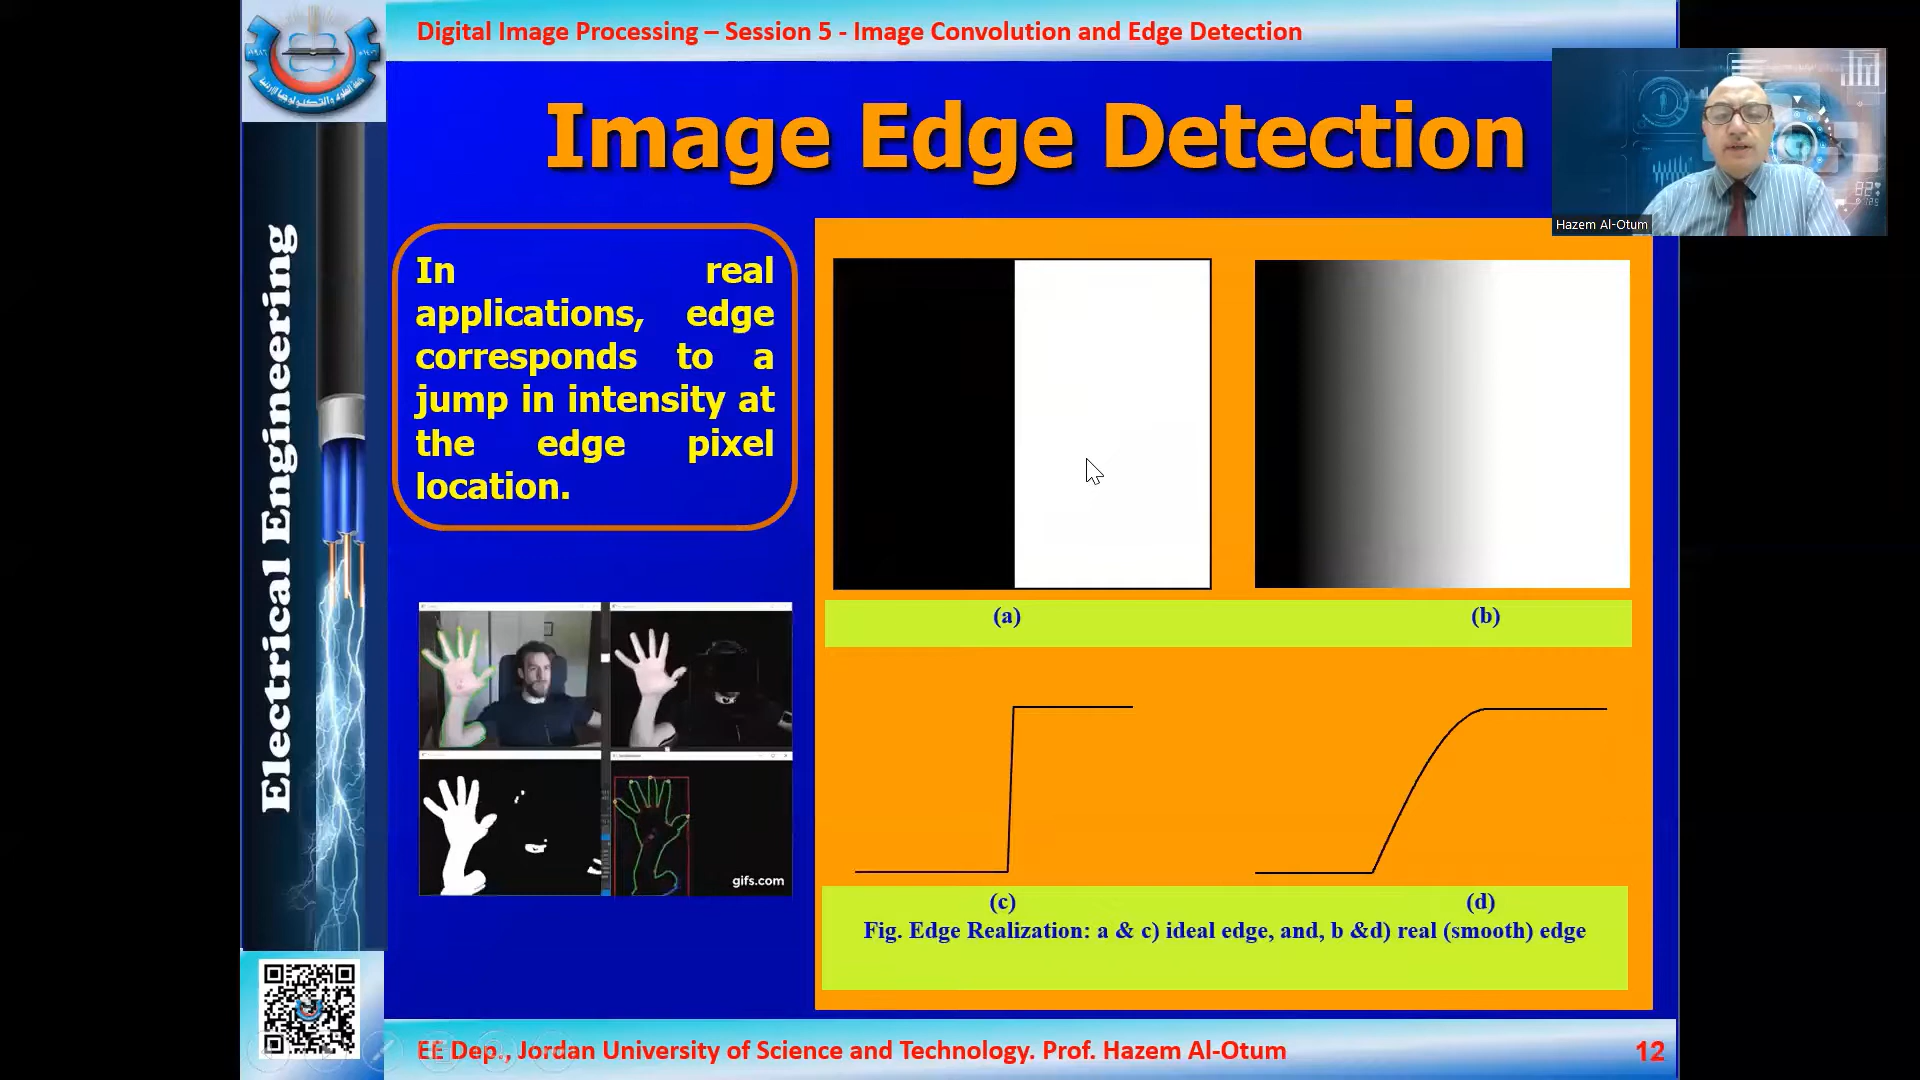 Digital Image Processing – Session 5 - Image Convolution and Edge Detection
Image Edge Detection
Hazem Al-Otum
Electrical Engineering
In real
applications, edge
corresponds to a
jump in intensity at
the edge pixel
location.
(a) (b)
gifs.com
(c) (d)
Fig. Edge Realization: a & c) ideal edge, and, b &d) real (smooth) edge
EE Dep., Jordan University of Science and Technology. Prof. Hazem Al-Otum
12